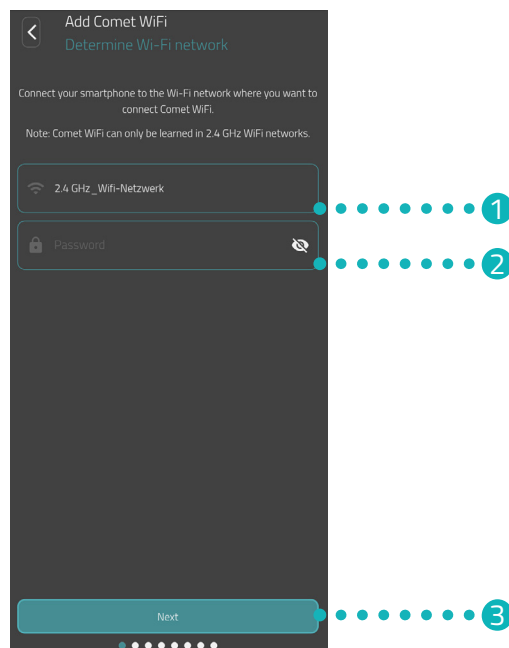 Add Comet WiFi
Determine Wi-Fi network
Connect your smartphone to the Wi-Fi network where you want to
connect Comet WiFi.
Note: Comet WiFi can only be learned in 2.4 GHz WiFi networks.
2.4 GHz_Wifi-Netzwerk
1
Password
2
Next
3